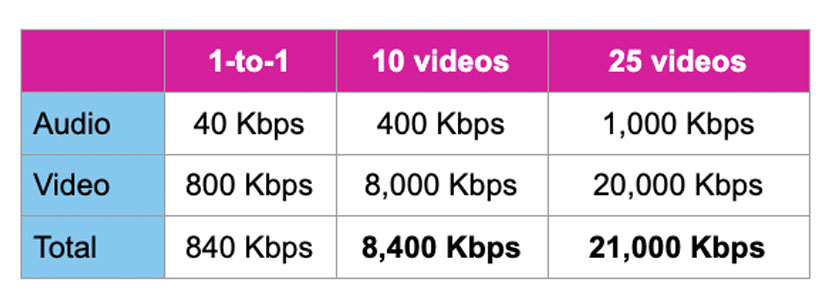 1-to-1 10 videos 25 videos
Audio 40 Kbps 400 Kbps 1,000 Kbps
Video 800 Kbps 8,000 Kbps 20,000 Kbps
Total 840 Kbps 8,400 Kbps 21,000 Kbps